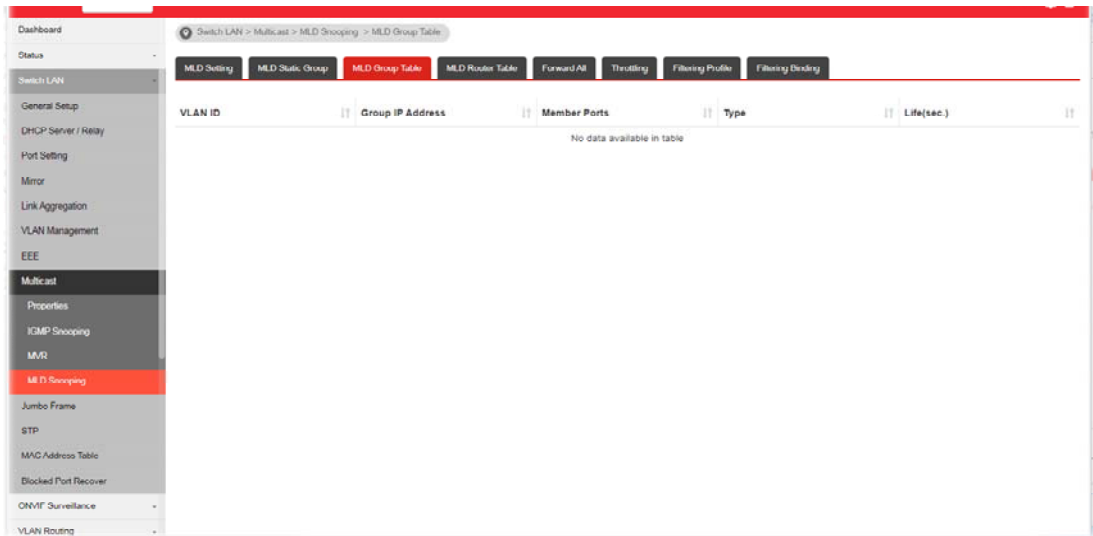 Dashboard
Switch LAN > Multicast > MLD Snooping > MLD Group Table
Status
MLD Setting MLD Static Group MLD Group Table MLD Router Table Forward All Throttling Filtering Profile Filtering Binding
Switch LAN
General Setup
VLAN ID Group IP Address Member Ports Type Life(sec.)
DHCP Server / Relay
No data available in table
Port Setting
Mirror
Link Aggregation
VLAN Management
EEE
Multicast
Properties
IGMP Snooping
MVR
MLD Snooping
Jumbo Frame
STP
MAC Address Table
Blocked Port Recover
ONVIF Surveillance
VLAN Routing